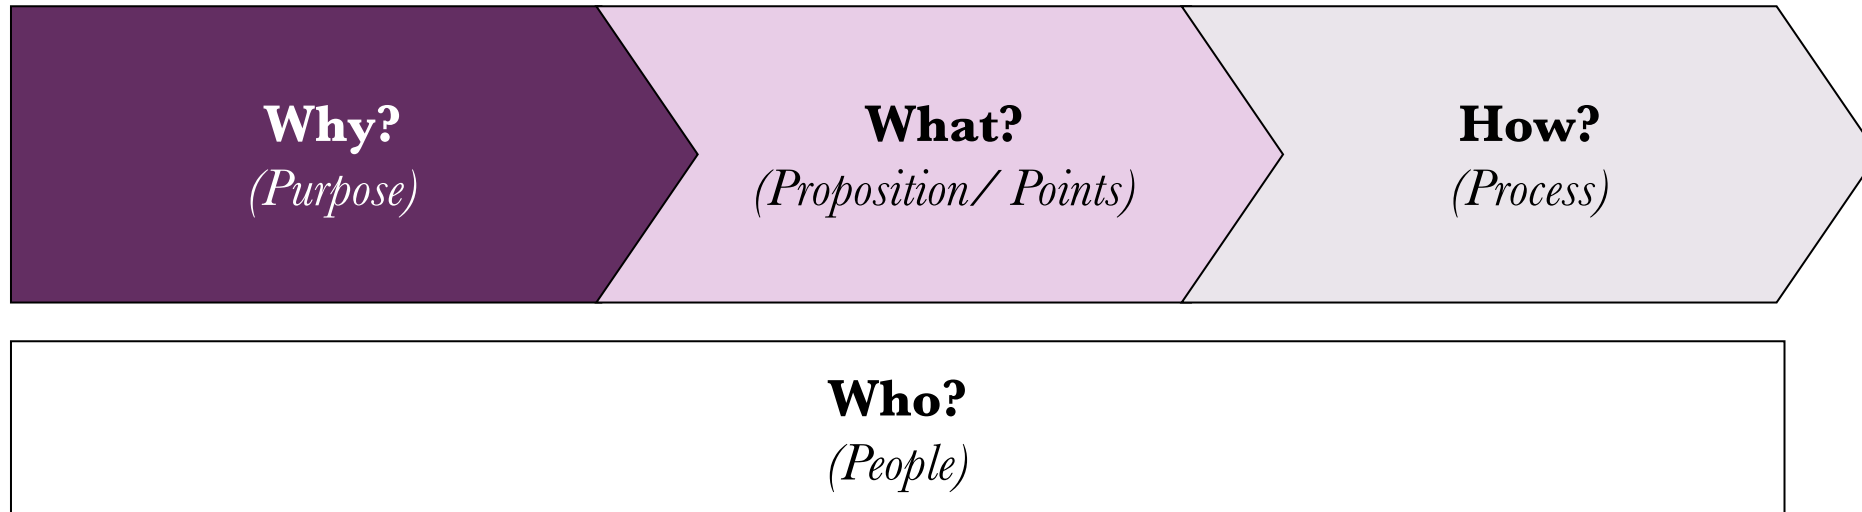 Why?
(Purpose)
What?
(Proposition/ Points)
How?
(Process)
Who?
(People)